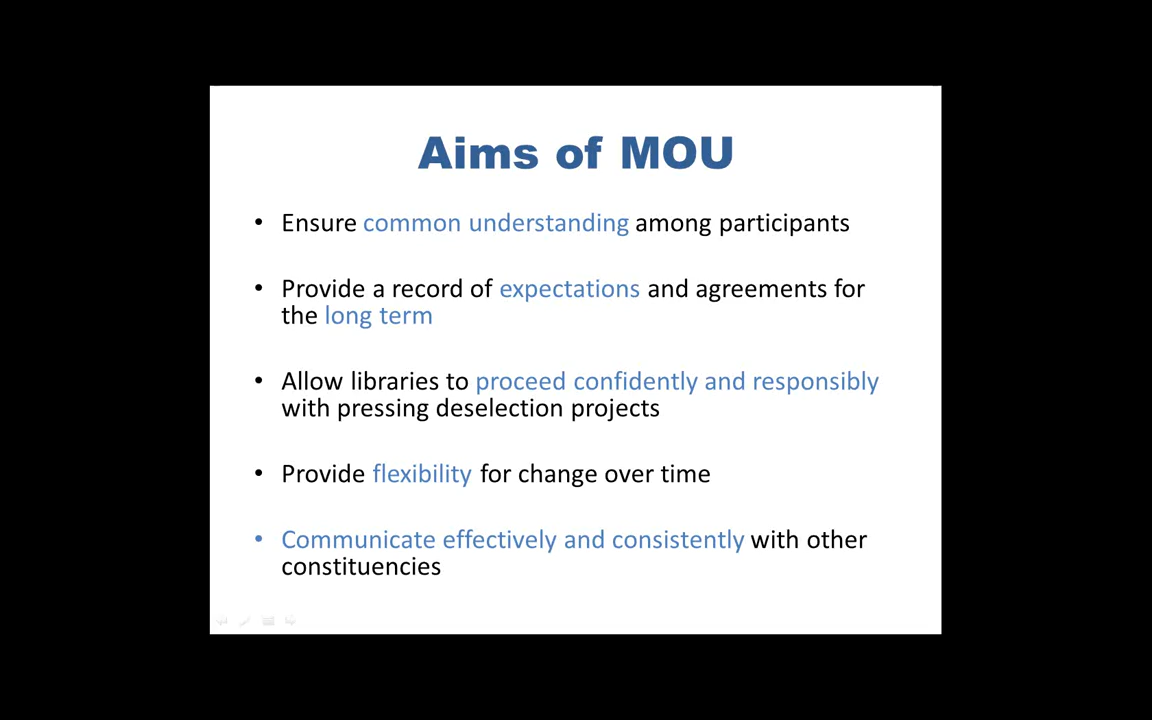 Aims of MOU
• Ensure common understanding among participants
• Provide a record of expectations and agreements for
the long term
• Allow libraries to proceed confidently and responsibly
with pressing deselection projects
• Provide flexibility for change over time
• Communicate effectively and consistently with other
constituencies